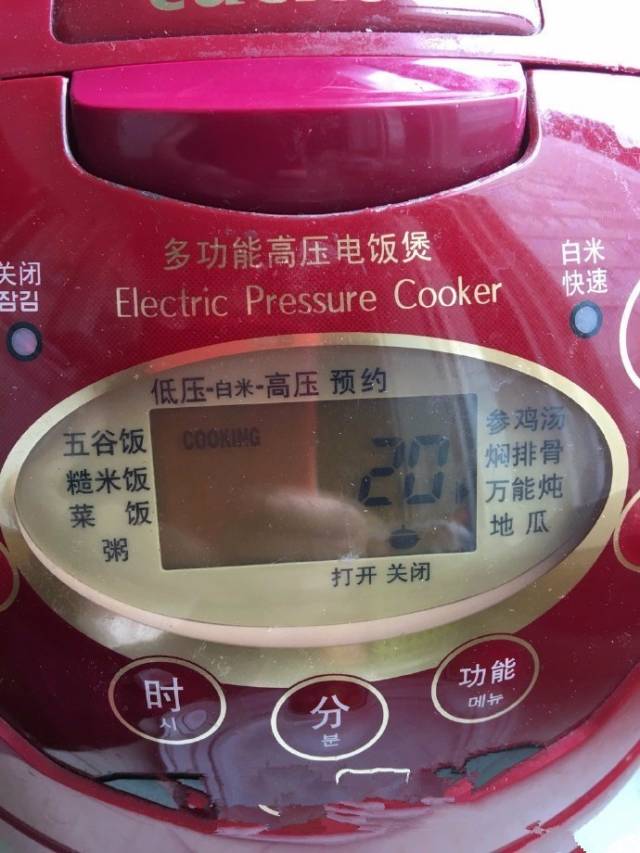 多功能高压电饭煲
Electric Pressure Cooker
关闭
잠김
白米
快速
低压-白米-高压 预约
五谷饭
糙米饭
菜 饭
粥
COOKING
20
参鸡汤
焖排骨
万能炖
地瓜
打开 关闭
时
시
分
분
功能
메뉴